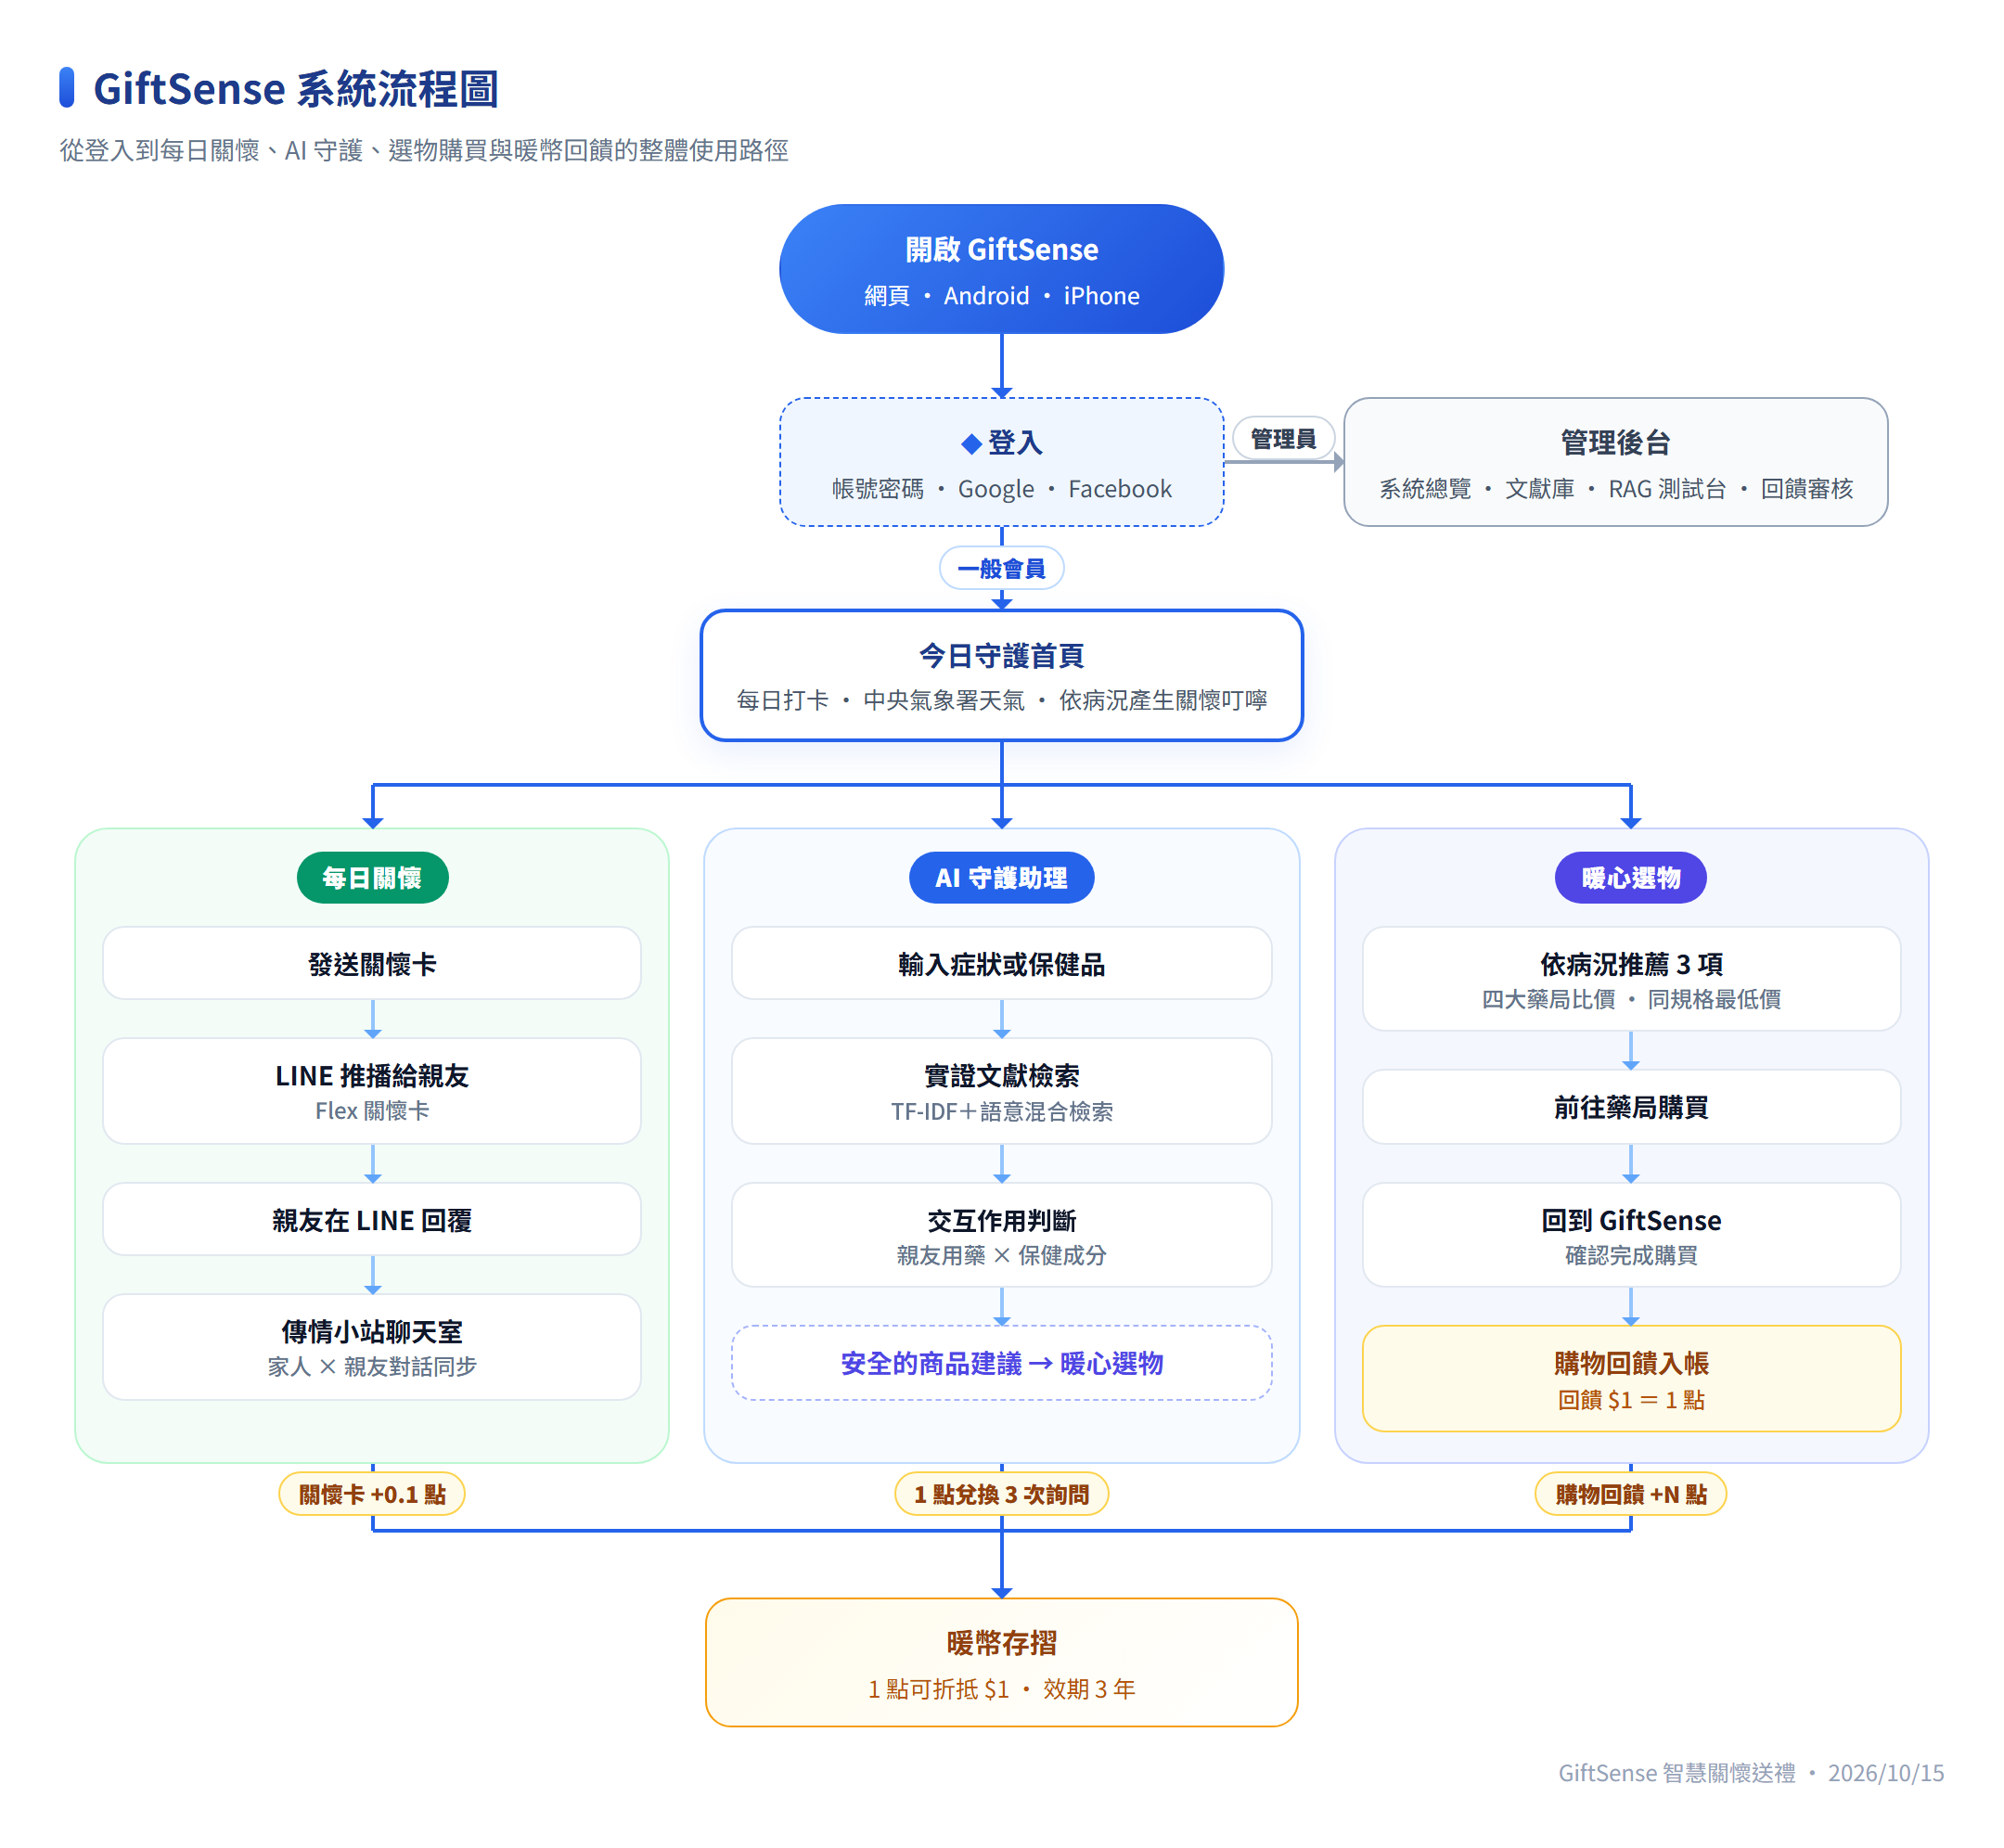 GiftSense 系統流程圖
從登入到每日關懷、AI 守護、選物購買與暖幣回饋的整體使用路徑
開啟 GiftSense
網頁 · Android · iPhone
◆ 登入
帳號密碼 · Google · Facebook
管理員
管理後台
系統總覽 · 文獻庫 · RAG 測試台 · 回饋審核
一般會員
今日守護首頁
每日打卡 · 中央氣象署天氣 · 依病況產生關懷叮嚀
每日關懷
發送關懷卡
LINE 推播給親友
Flex 關懷卡
親友在 LINE 回覆
傳情小站聊天室
家人 × 親友對話同步
關懷卡 +0.1 點
AI 守護助理
輸入症狀或保健品
實證文獻檢索
TF-IDF＋語意混合檢索
交互作用判斷
親友用藥 × 保健成分
安全的商品建議 → 暖心選物
1 點兌換 3 次詢問
暖心選物
依病況推薦 3 項
四大藥局比價 · 同規格最低價
前往藥局購買
回到 GiftSense
確認完成購買
購物回饋入帳
回饋 $1 ＝ 1 點
購物回饋 +N 點
暖幣存摺
1 點可折抵 $1 · 效期 3 年
GiftSense 智慧關懷送禮 · 2026/10/15